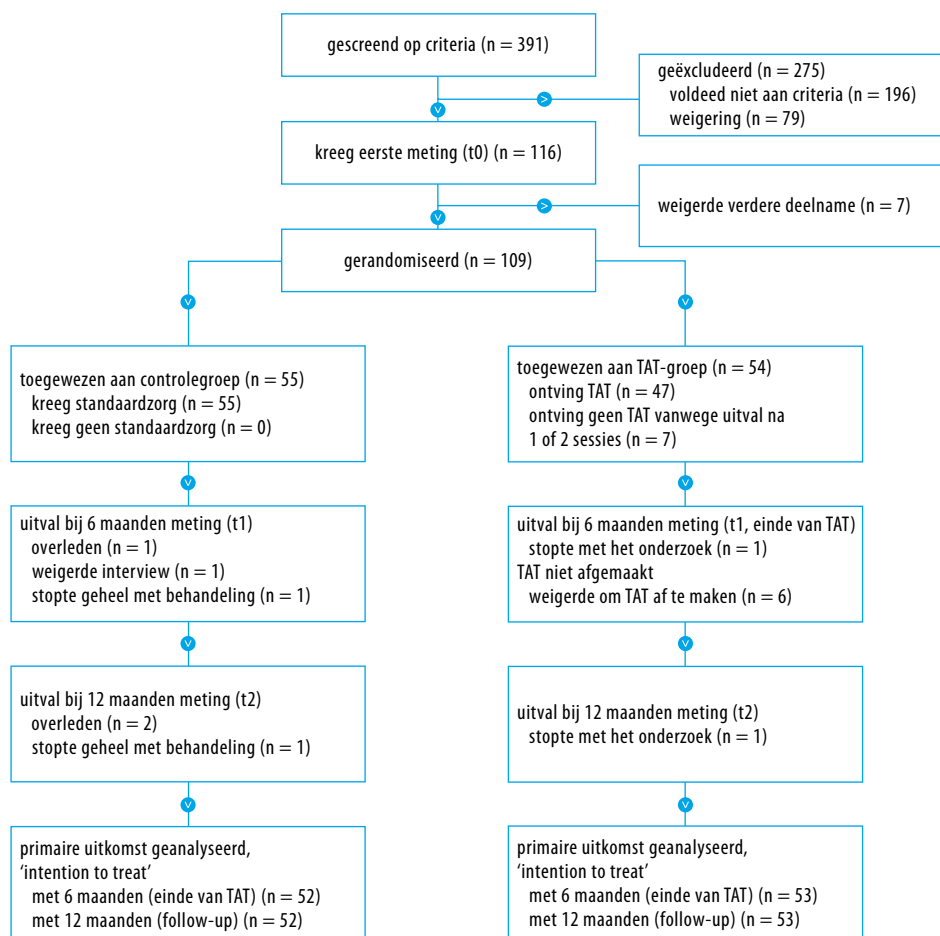 gescreend op criteria (n = 391)
geëxcludeerd (n = 275)
voldeed niet aan criteria (n = 196)
weigering (n = 79)
kreeg eerste meting (t0) (n = 116)
weigerde verdere deelname (n = 7)
gerandomiseerd (n = 109)
toegewezen aan controlegroep (n = 55)
kreeg standaardzorg (n = 55)
kreeg geen standaardzorg (n = 0)
toegewezen aan TAT-groep (n = 54)
ontving TAT (n = 47)
ontving geen TAT vanwege uitval na
1 of 2 sessies (n = 7)
uitval bij 6 maanden meting (t1)
overleden (n = 1)
weigerde interview (n = 1)
stopte geheel met behandeling (n = 1)
uitval bij 6 maanden meting (t1, einde van TAT)
stopte met het onderzoek (n = 1)
TAT niet afgemaakt
weigerde om TAT af te maken (n = 6)
uitval bij 12 maanden meting (t2)
overleden (n = 2)
stopte geheel met behandeling (n = 1)
uitval bij 12 maanden meting (t2)
stopte met het onderzoek (n = 1)
primaire uitkomst geanalyseerd,
‘intention to treat’
met 6 maanden (einde van TAT) (n = 52)
met 12 maanden (follow-up) (n = 52)
primaire uitkomst geanalyseerd,
‘intention to treat’
met 6 maanden (einde van TAT) (n = 53)
met 12 maanden (follow-up) (n = 53)